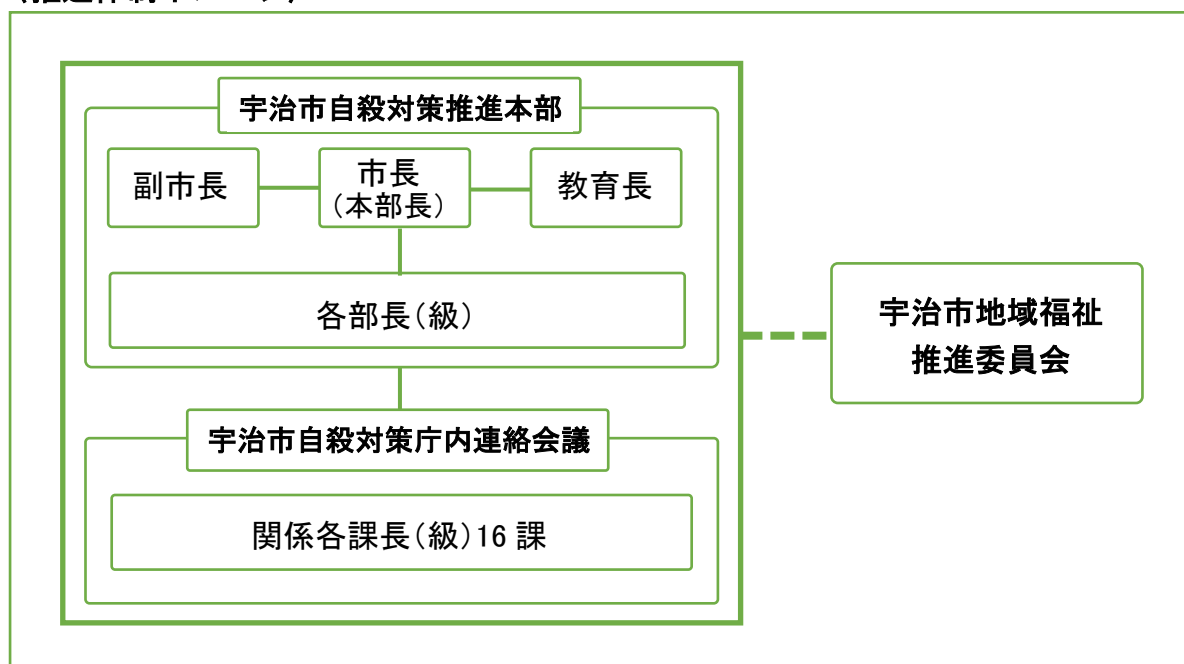 宇治市自殺対策推進本部
副市長
市長
(本部長)
教育長
各部長(級)
宇治市地域福祉
推進委員会
宇治市自殺対策庁内連絡会議
関係各課長(級)16 課